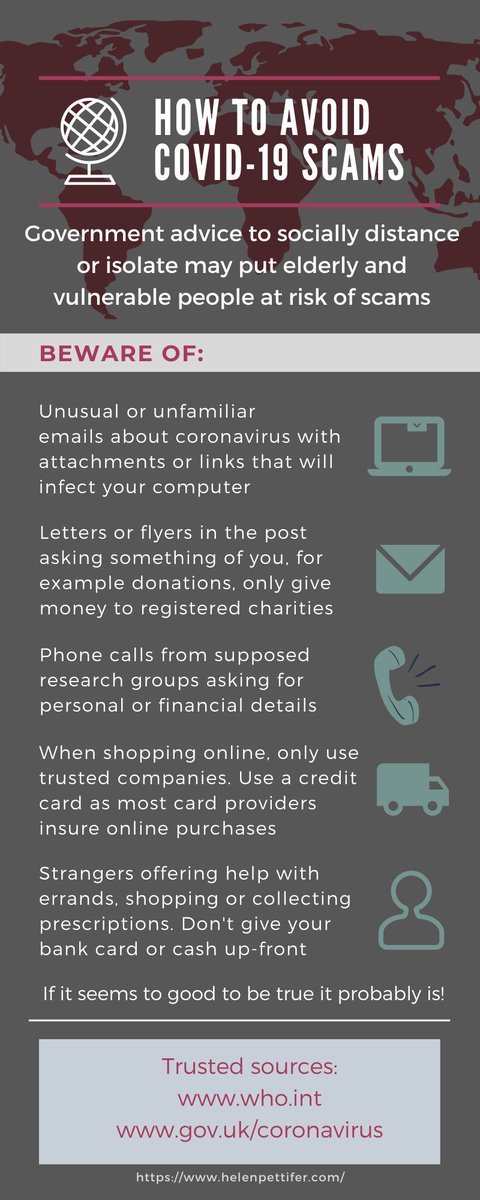 HOW TO AVOID
COVID-19 SCAMS
Government advice to socially distance
or isolate may put elderly and
vulnerable people at risk of scams
BEWARE OF:
Unusual or unfamiliar
emails about coronavirus with
attachments or links that will
infect your computer
Letters or flyers in the post
asking something of you, for
example donations, only give
money to registered charities
Phone calls from supposed
research groups asking for
personal or financial details
When shopping online, only use
trusted companies. Use a credit
card as most card providers
insure online purchases
Strangers offering help with
errands, shopping or collecting
prescriptions. Don't give your
bank card or cash up-front
If it seems to good to be true it probably is!
Trusted sources:
www.who.int
www.gov.uk/coronavirus
https://www.helenpettifer.com/